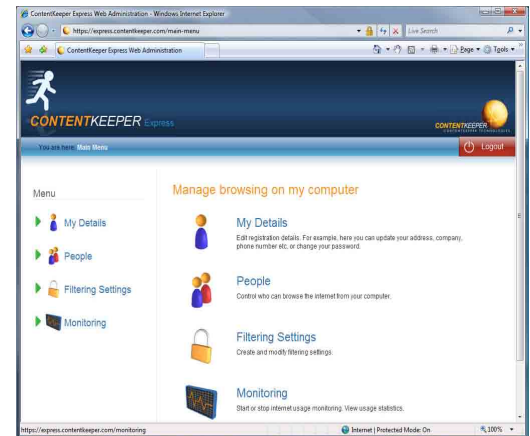 ContentKeeper Express Web Administration - Windows Internet Explorer
https://express.contentkeeper.com/main-menu
Live Search
ContentKeeper Express Web Administration
Page
Tools
CONTENTKEEPER Express
CONTENTKEEPER
CONTENTKEEPER TECHNOLOGIES
You are here: Main Menu
Logout
Menu
My Details
People
Filtering Settings
Monitoring
Manage browsing on my computer
My Details
Edit registration details. For example, here you can update your address, company,
phone number etc, or change your password.
People
Control who can browse the internet from your computer.
Filtering Settings
Create and modify filtering settings.
Monitoring
Start or stop internet usage monitoring. View usage statistics.
https://express.contentkeeper.com/monitoring
Internet | Protected Mode: On
100%